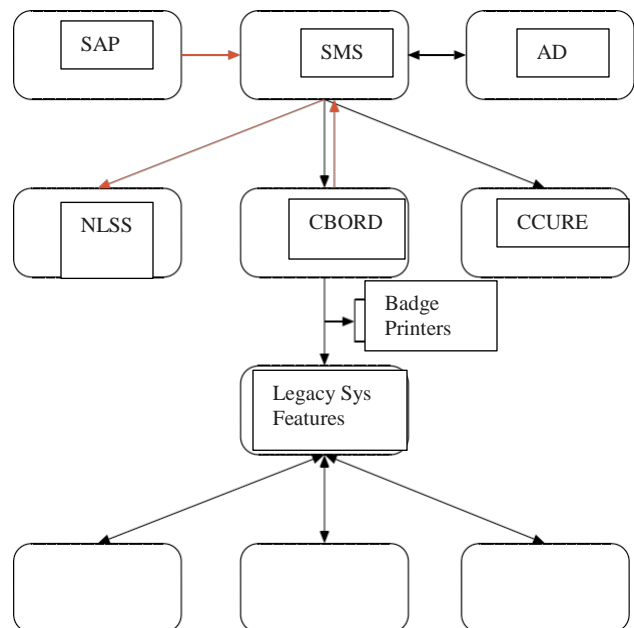 SAP
SMS
AD
NLSS
CBORD
CCURE
Badge
Printers
Legacy Sys
Features